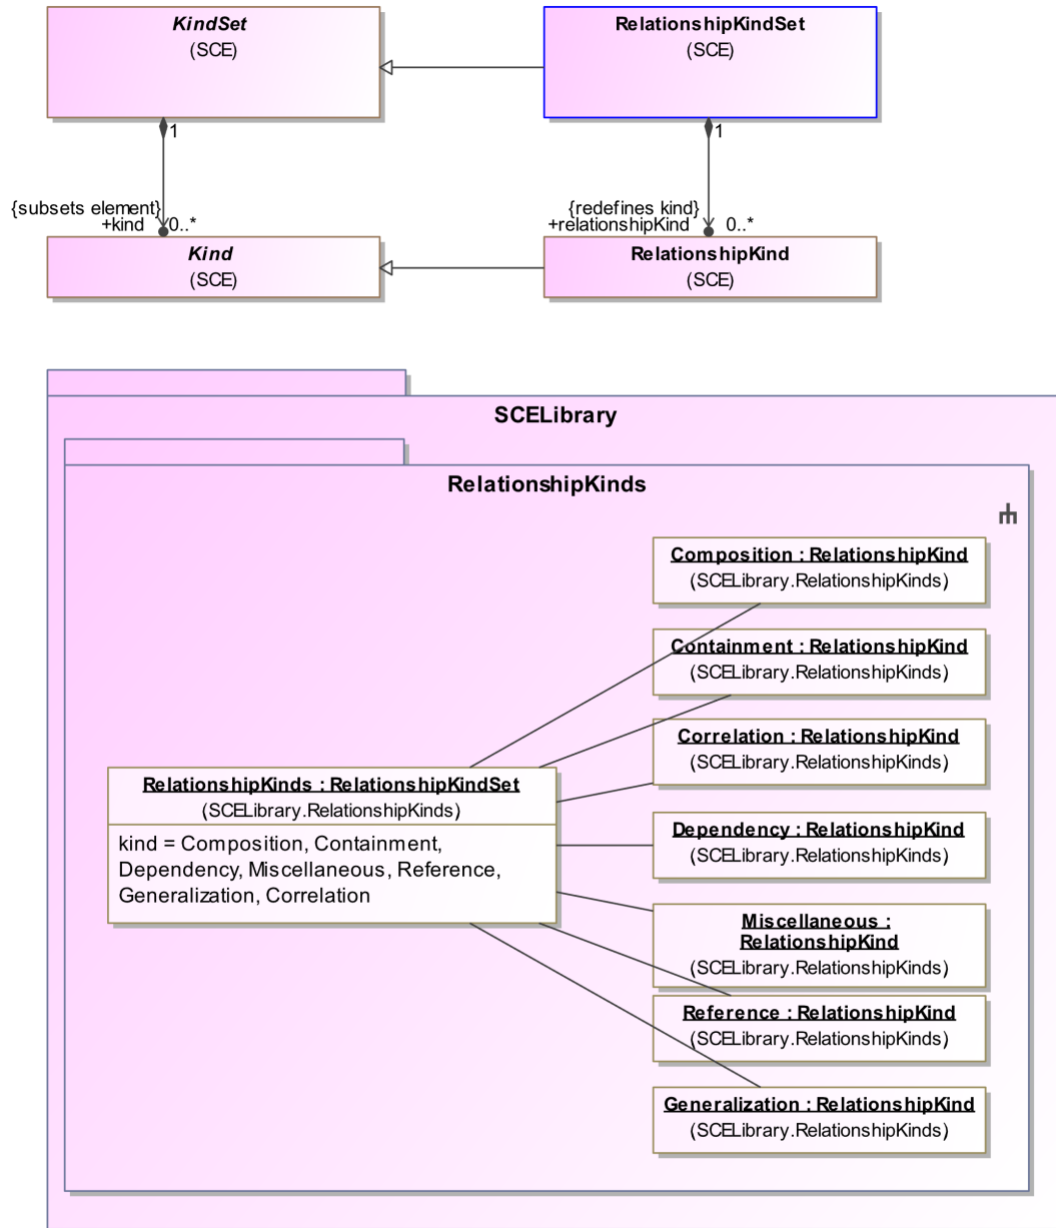 KindSet
(SCE)
RelationshipKindSet
(SCE)
1
1
{subsets element}
+kind 0..*
{redefines kind}
+relationshipKind 0..*
Kind
(SCE)
RelationshipKind
(SCE)
SCELibrary
RelationshipKinds
Composition : RelationshipKind
(SCELibrary.RelationshipKinds)
Containment : RelationshipKind
(SCELibrary.RelationshipKinds)
Correlation : RelationshipKind
(SCELibrary.RelationshipKinds)
RelationshipKinds : RelationshipKindSet
(SCELibrary.RelationshipKinds)
kind = Composition, Containment,
Dependency, Miscellaneous, Reference,
Generalization, Correlation
Dependency : RelationshipKind
(SCELibrary.RelationshipKinds)
Miscellaneous :
RelationshipKind
(SCELibrary.RelationshipKinds)
Reference : RelationshipKind
(SCELibrary.RelationshipKinds)
Generalization : RelationshipKind
(SCELibrary.RelationshipKinds)